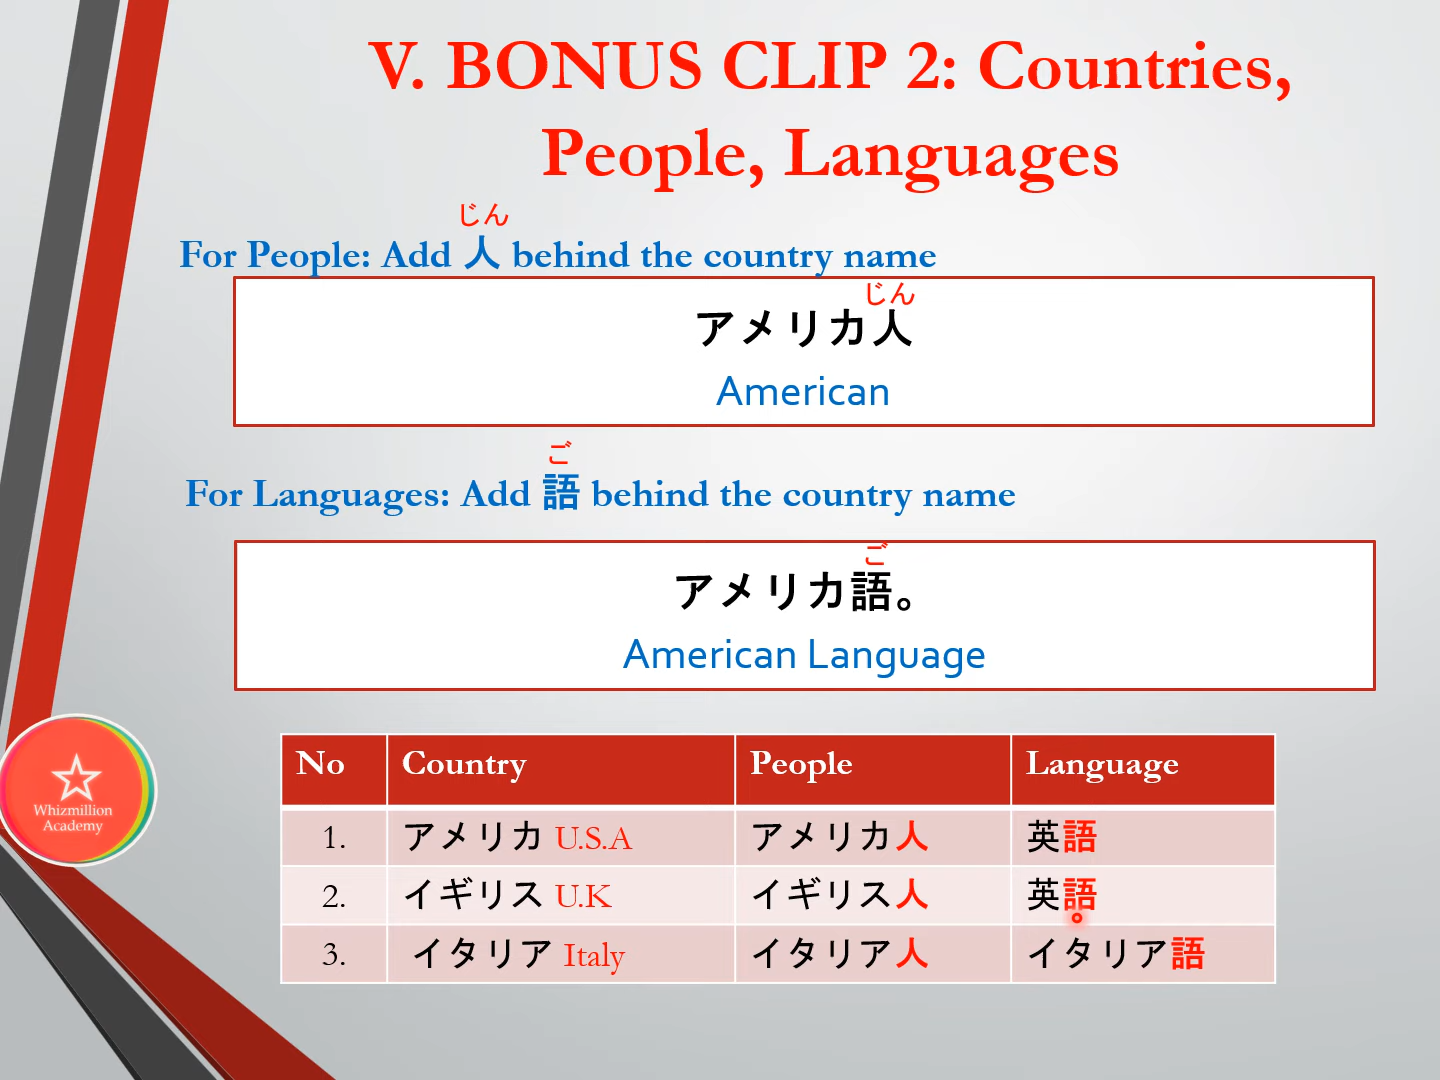 V. BONUS CLIP 2: Countries,
People, Languages
じん
For People: Add 人 behind the country name
じん
アメリカ人
American
ご
For Languages: Add 語 behind the country name
ご
アメリカ語。
American Language
No Country People Language
1. アメリカ U.S.A アメリカ人 英語
2. イギリス U.K イギリス人 英語
3. イタリア Italy イタリア人 イタリア語
Whizmillion
Academy